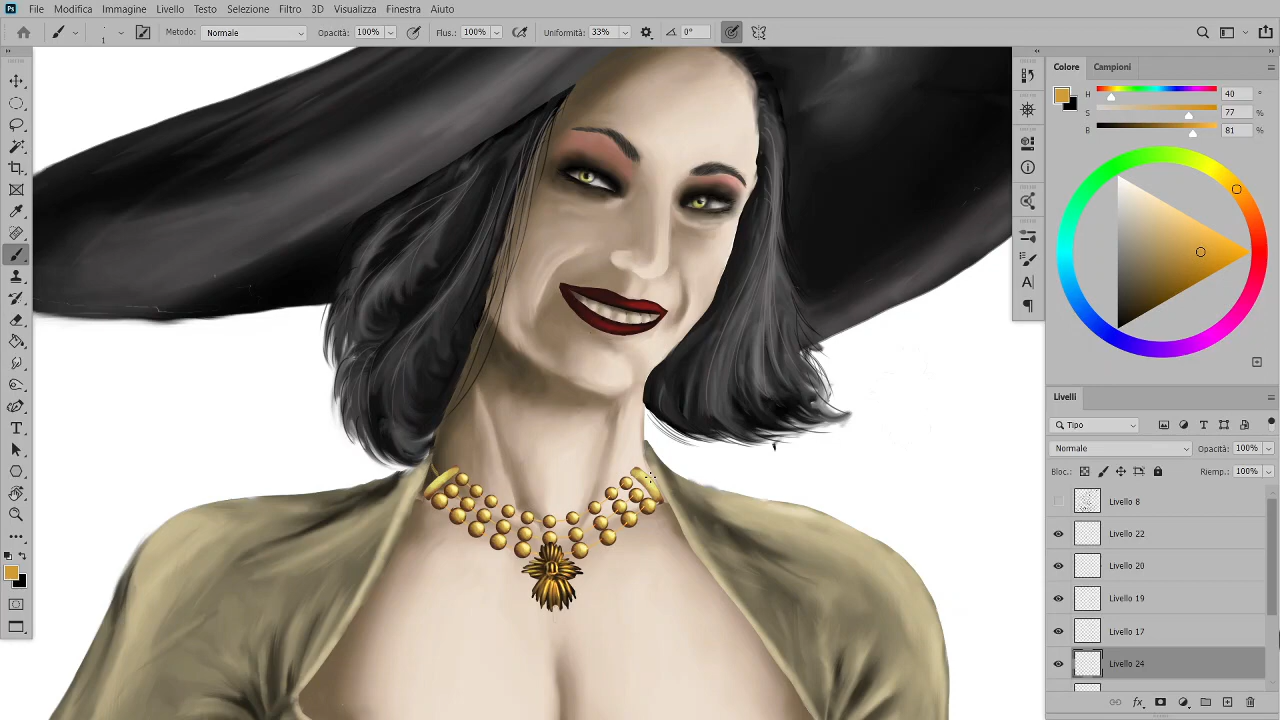 Ps File Modifica Immagine Livello Testo Selezione Filtro 3D Visualizza Finestra Aiuto
1 Metodo: Normale Opacità: 100% Flus.: 100% Uniformità: 33% 0°
Colore Campioni
H 40 °
S 77 %
B 81 %
Livelli
Tipo
Normale Opacità: 100%
Bloc.: Riemp.: 100%
Livello 8
Livello 22
Livello 20
Livello 19
Livello 17
Livello 24